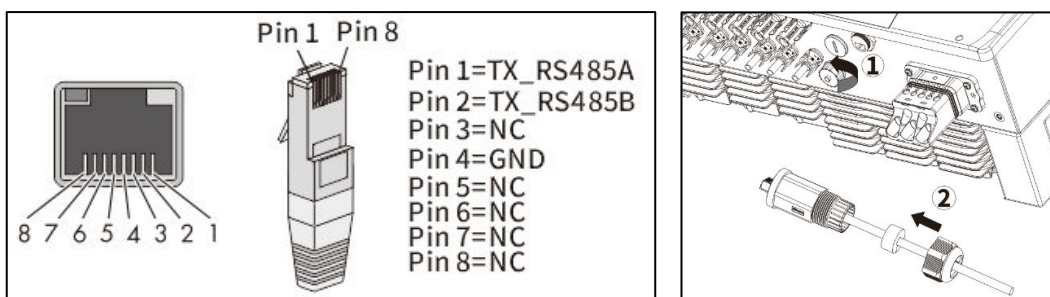 Pin 1 Pin 8
Pin 1=TX_RS485A
Pin 2=TX_RS485B
Pin 3=NC
Pin 4=GND
Pin 5=NC
Pin 6=NC
Pin 7=NC
Pin 8=NC
8 7 6 5 4 3 2 1
1
2